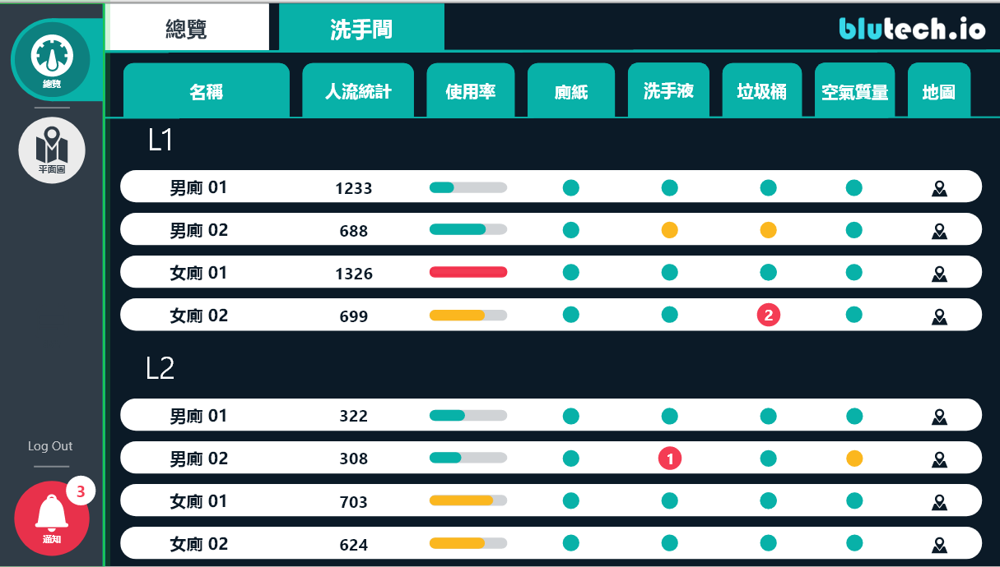 總覽 洗手間 blutech.io
總覽
平面圖
名稱 人流統計 使用率 廁紙 洗手液 垃圾桶 空氣質量 地圖
L1
男廁 01 1233
男廁 02 688
女廁 01 1326
女廁 02 699 2
L2
男廁 01 322
男廁 02 308 1
女廁 01 703
女廁 02 624
Log Out
3
通知